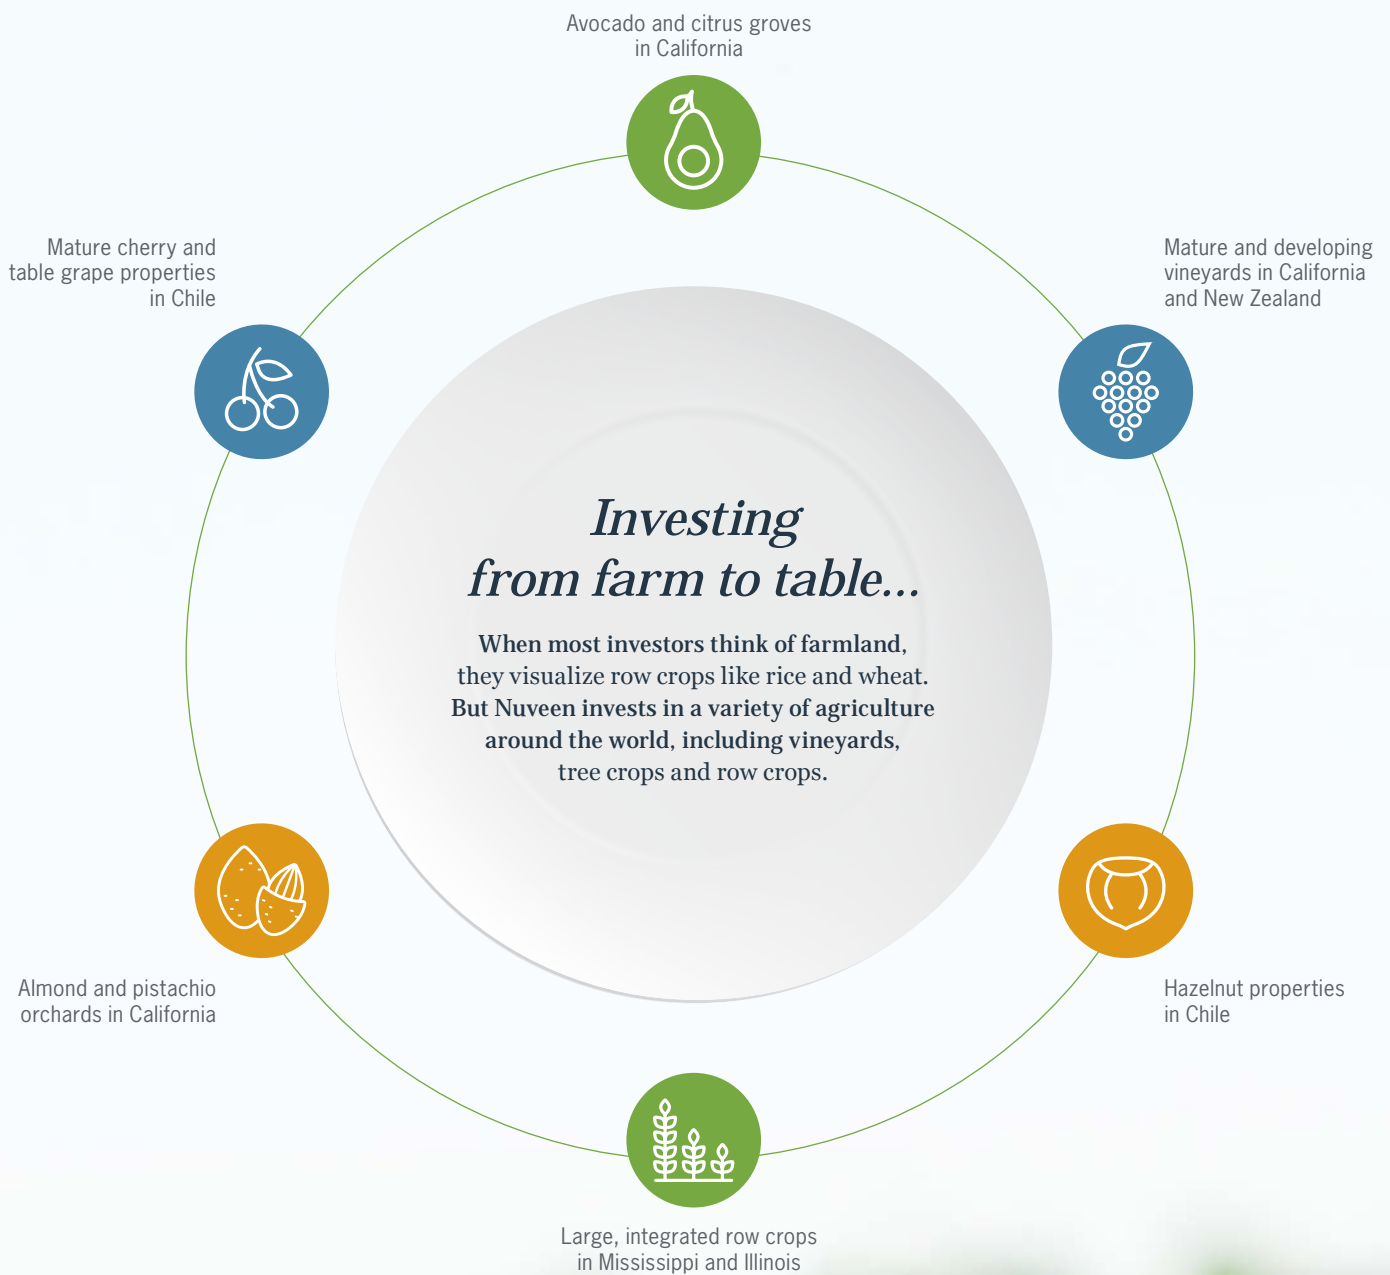 Avocado and citrus groves
in California
Mature cherry and
table grape properties
in Chile
Mature and developing
vineyards in California
and New Zealand
Investing
from farm to table...
When most investors think of farmland,
they visualize row crops like rice and wheat.
But Nuveen invests in a variety of agriculture
around the world, including vineyards,
tree crops and row crops.
Almond and pistachio
orchards in California
Hazelnut properties
in Chile
Large, integrated row crops
in Mississippi and Illinois